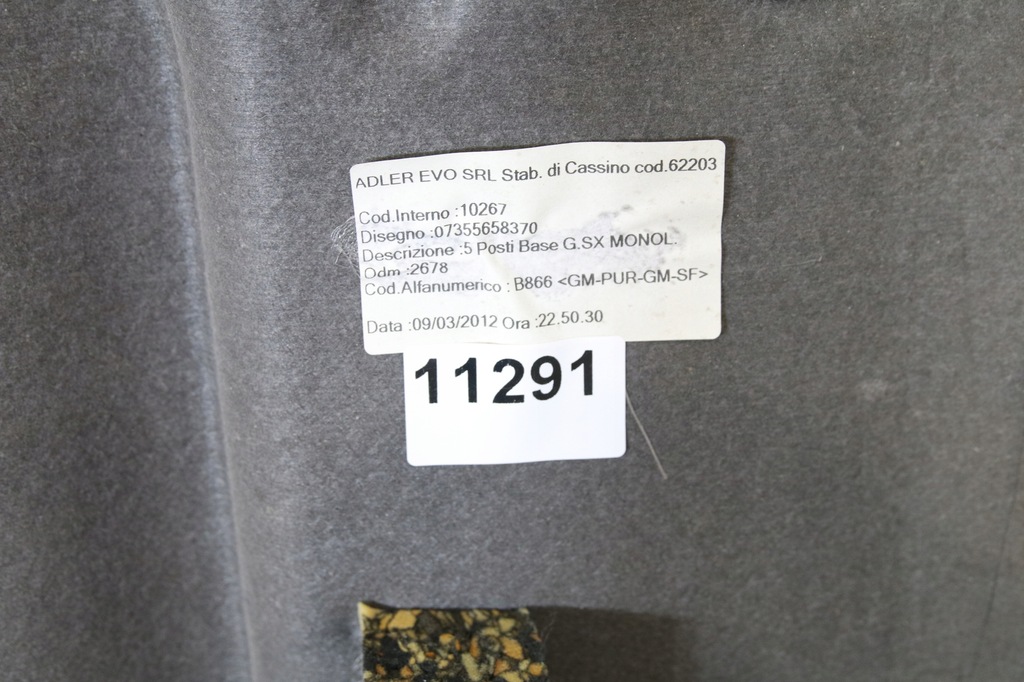 ADLER EVO SRL Stab. di Cassino cod.62203
Cod.Interno :10267
Disegno :07355658370
Descrizione :5 Posti Base G.SX MONOL.
Odm :2678
Cod.Alfanumerico : B866 <GM-PUR-GM-SF>
Data :09/03/2012 Ora :22.50.30
11291